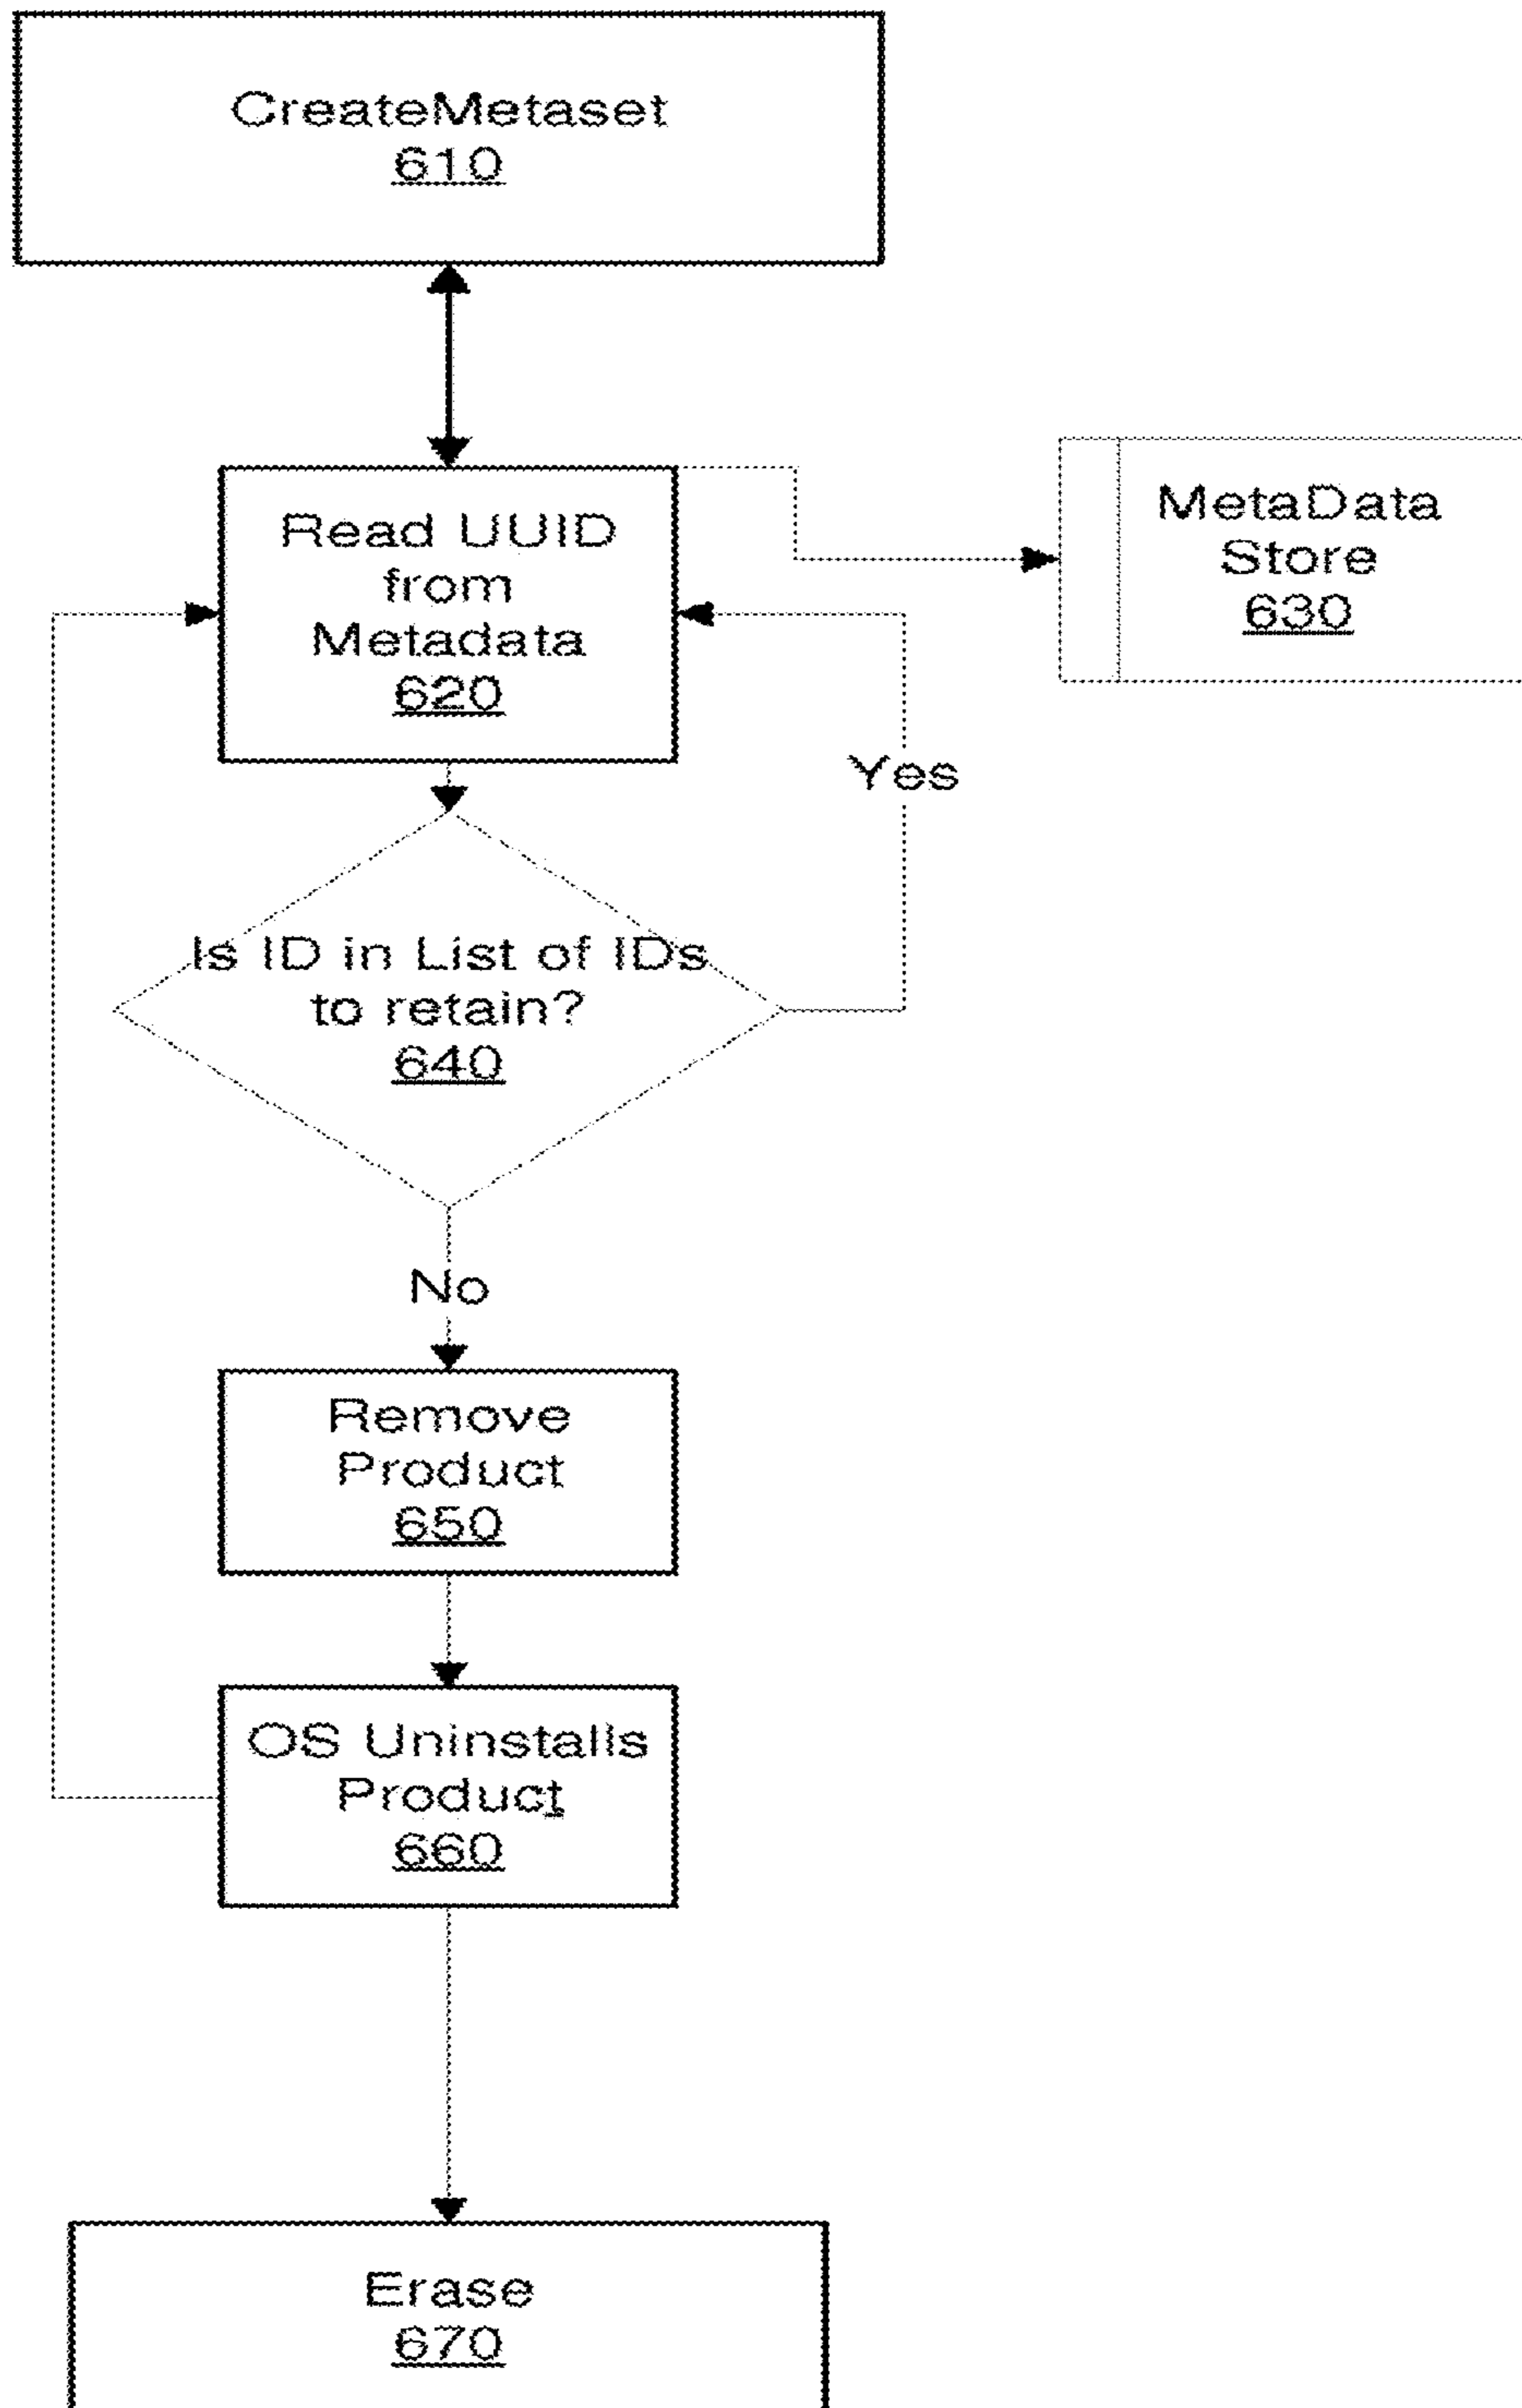 CreateMetaset
610
Read UUID
from
Metadata
620
MetaData
Store
630
Yes
Is ID in List of IDs
to retain?
640
No
Remove
Product
650
OS Uninstalls
Product
660
Erase
670